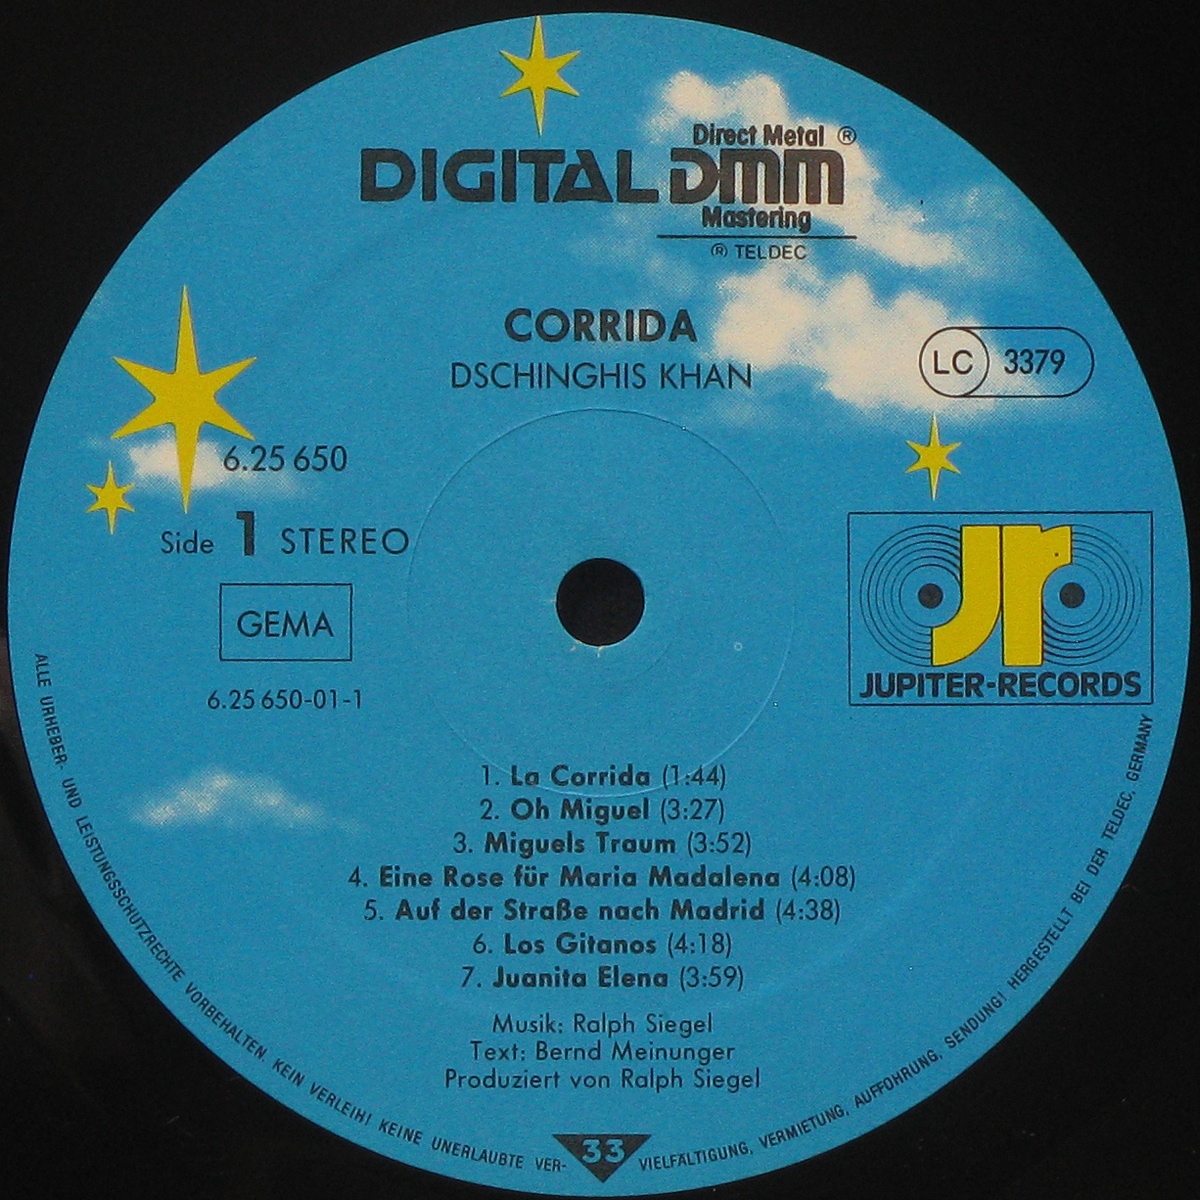 Direct Metal ®
DIGITAL DMM
Mastering
® TELDEC
CORRIDA
DSCHINGHIS KHAN
LC 3379
6.25 650
Side 1 STEREO
GEMA
6.25 650-01-1
jr
JUPITER-RECORDS
1. La Corrida (1:44)
2. Oh Miguel (3:27)
3. Miguels Traum (3:52)
4. Eine Rose für Maria Madalena (4:08)
5. Auf der Straße nach Madrid (4:38)
6. Los Gitanos (4:18)
7. Juanita Elena (3:59)
Musik: Ralph Siegel
Text: Bernd Meinunger
Produziert von Ralph Siegel
ALLE URHEBER- UND LEISTUNGSSCHUTZRECHTE VORBEHALTEN. KEIN VERLEIH! KEINE UNERLAUBTE VER- VIELFÄLTIGUNG, VERMIETUNG, AUFFÜHRUNG, SENDUNG! HERGESTELLT BEI DER TELDEC, GERMANY
33